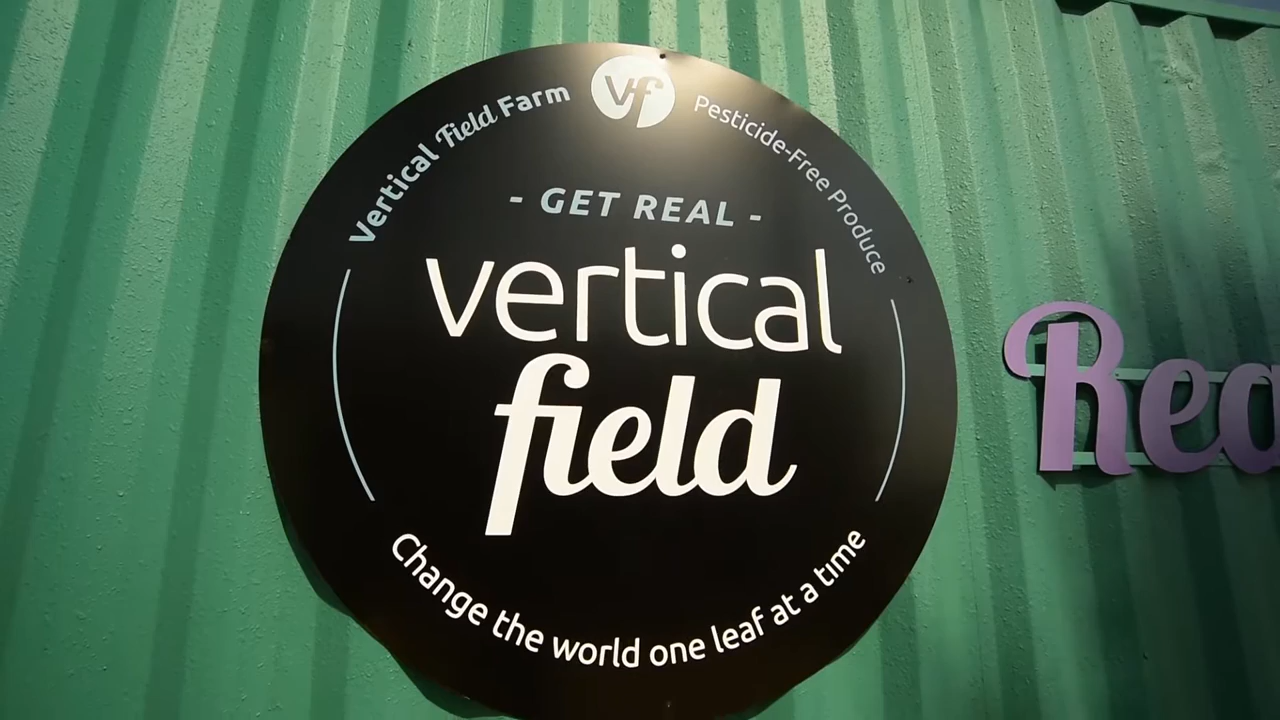 Vertical Field Farm
vf
Pesticide-Free Produce
- GET REAL -
vertical
field
Change the world one leaf at a time